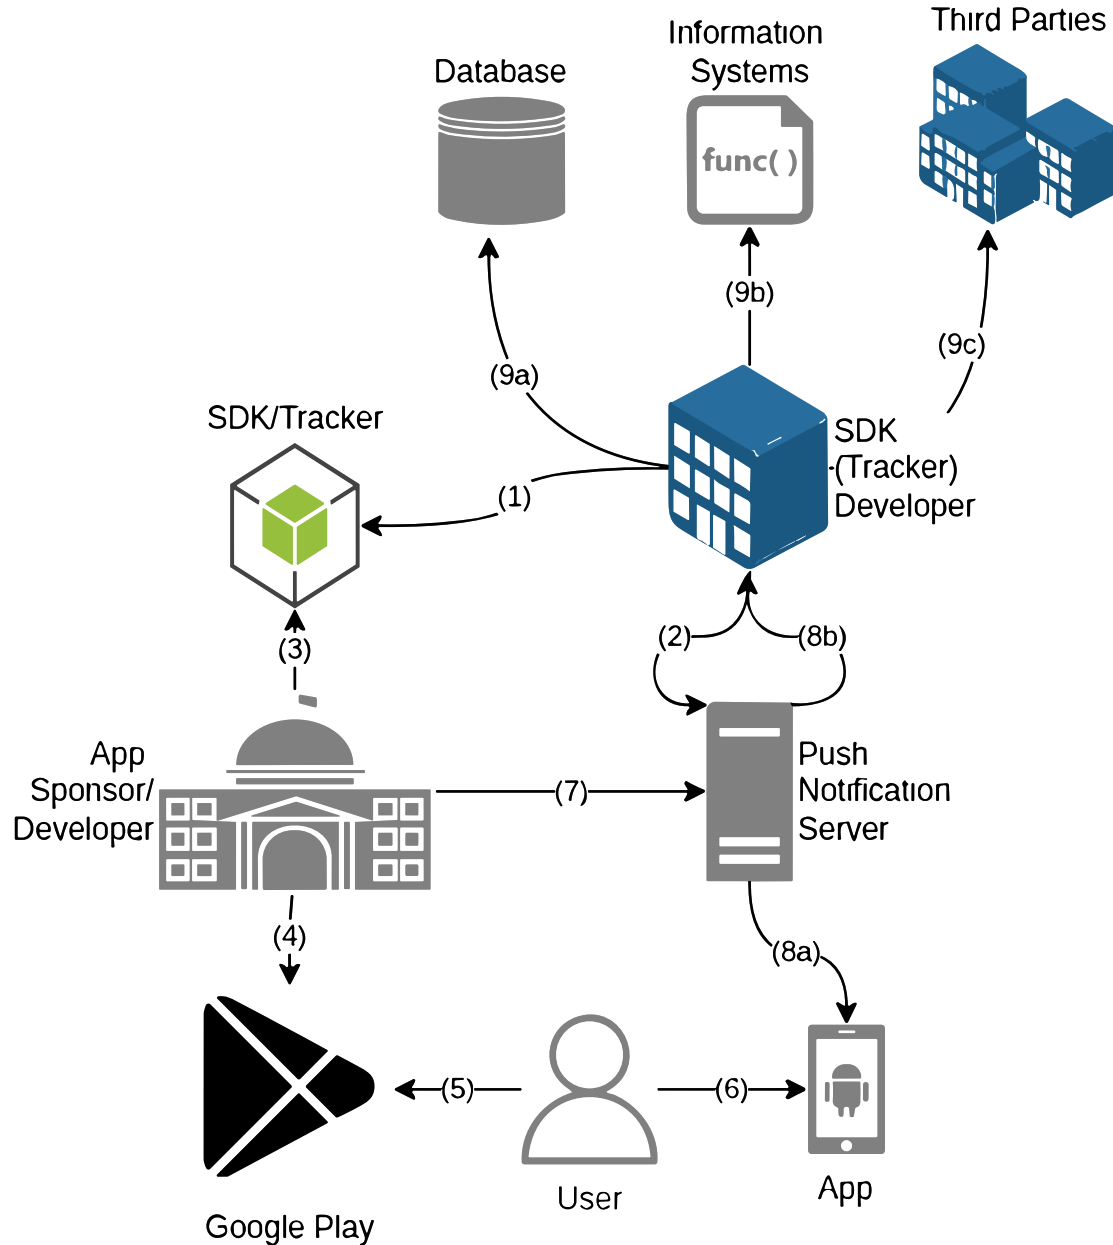 Third Parties
Information
Systems
Database
func( )
(9b)
(9c)
(9a)
SDK/Tracker
SDK
(Tracker)
Developer
(1)
(2)
(8b)
(3)
App
Sponsor/
Developer
(7)
Push
Notification
Server
(4)
(8a)
(5)
(6)
User
App
Google Play